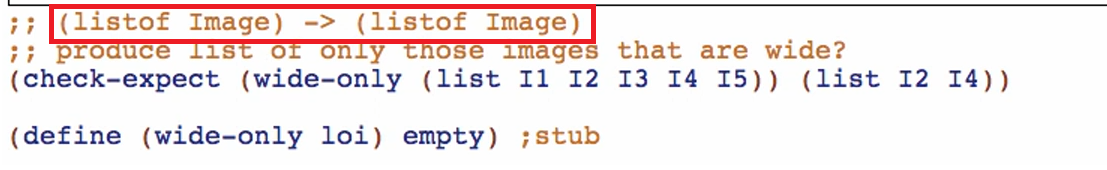 ;; (listof Image) -> (listof Image)
;; produce list of only those images that are wide?
(check-expect (wide-only (list I1 I2 I3 I4 I5)) (list I2 I4))
(define (wide-only loi) empty) ;stub